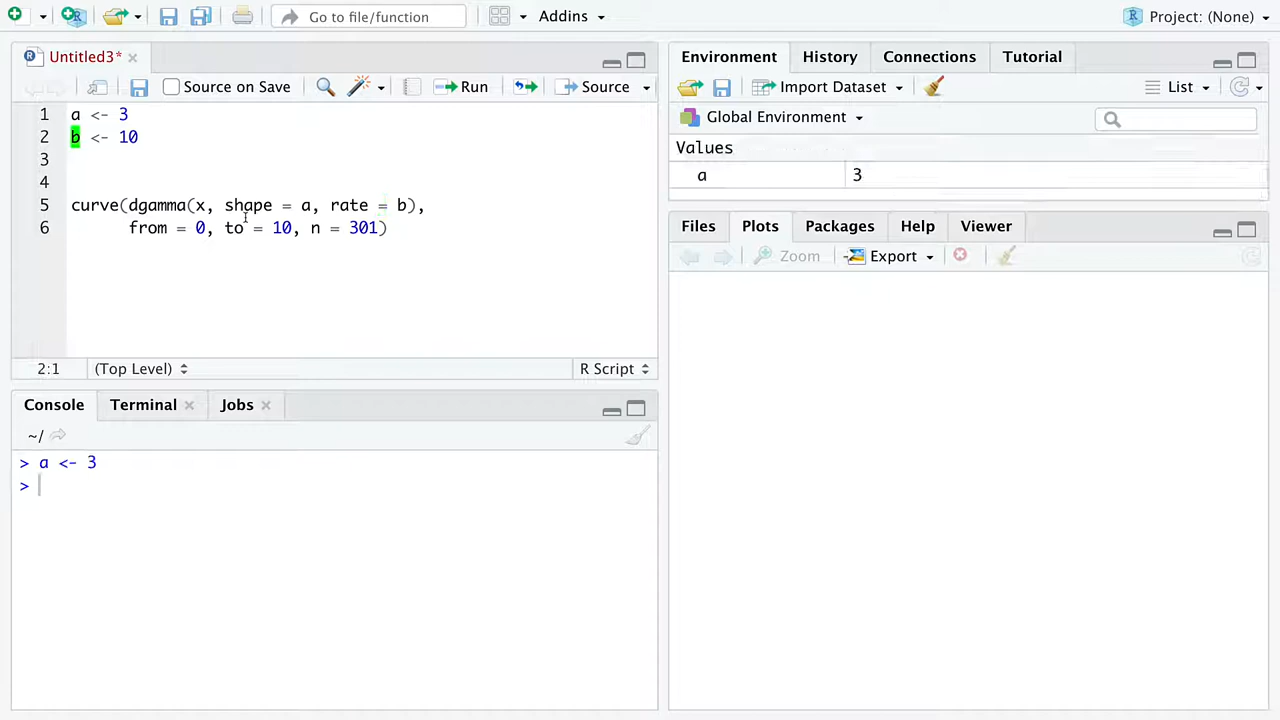 Go to file/function
Addins
Project: (None)
Untitled3*
Source on Save
Run
Source
1 a <- 3
2 b <- 10
3
4
5 curve(dgamma(x, shape = a, rate = b),
6 from = 0, to = 10, n = 301)
2:1
(Top Level)
R Script
Console
Terminal
Jobs
~/
> a <- 3
>
Environment
History
Connections
Tutorial
Import Dataset
List
Global Environment
Values
a 3
Files
Plots
Packages
Help
Viewer
Zoom
Export